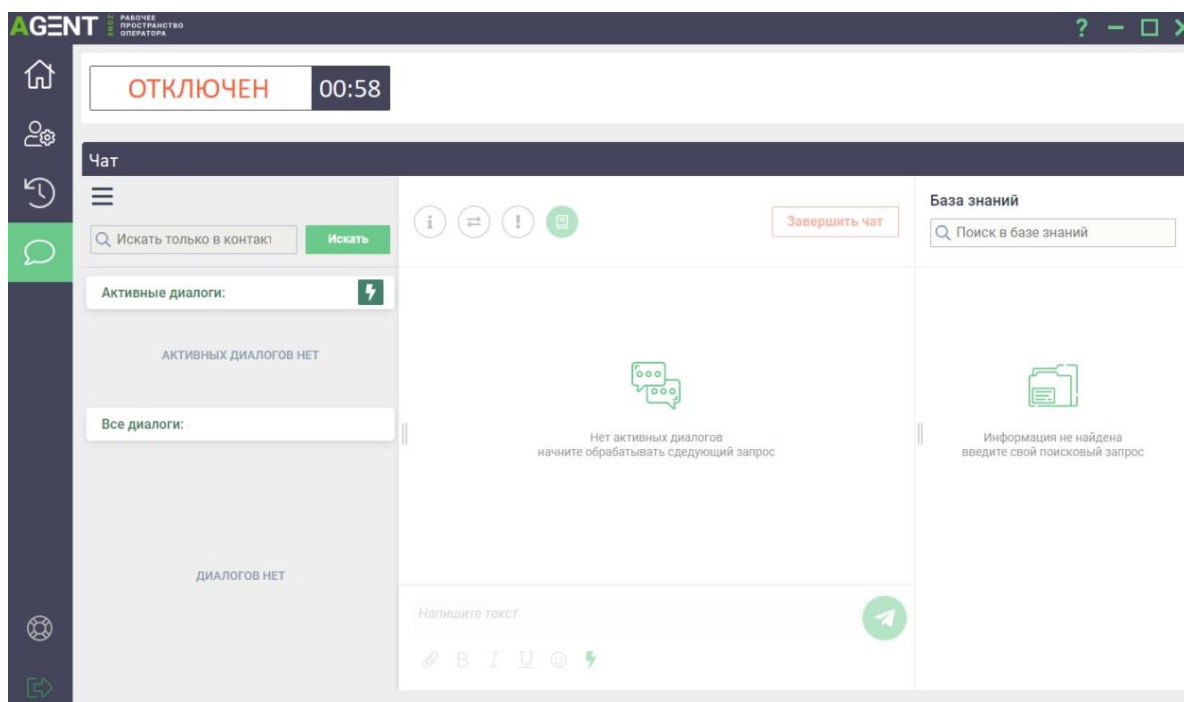 AGENT ZONE РАБОЧЕЕ
ПРОСТРАНСТВО
ОПЕРАТОРА
?
ОТКЛЮЧЕН 00:58
Чат
Искать только в контакт Искать
Активные диалоги:
АКТИВНЫХ ДИАЛОГОВ НЕТ
Все диалоги:
ДИАЛОГОВ НЕТ
i ! Завершить чат
Нет активных диалогов
начните обрабатывать сдедующий запрос
Напишите текст
B I U
База знаний
Поиск в базе знаний
Информация не найдена
введите свой поисковый запрос